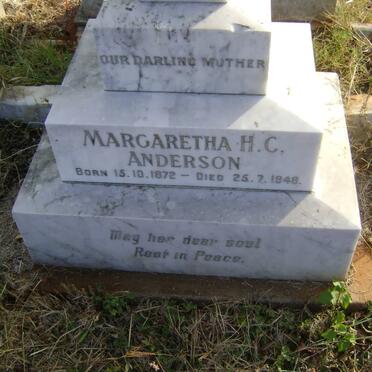 OUR DARLING MOTHER
MARGARETHA H.C.
ANDERSON
BORN 15.10.1872 – DIED 25.7.1948.
May her dear soul
Rest in Peace.